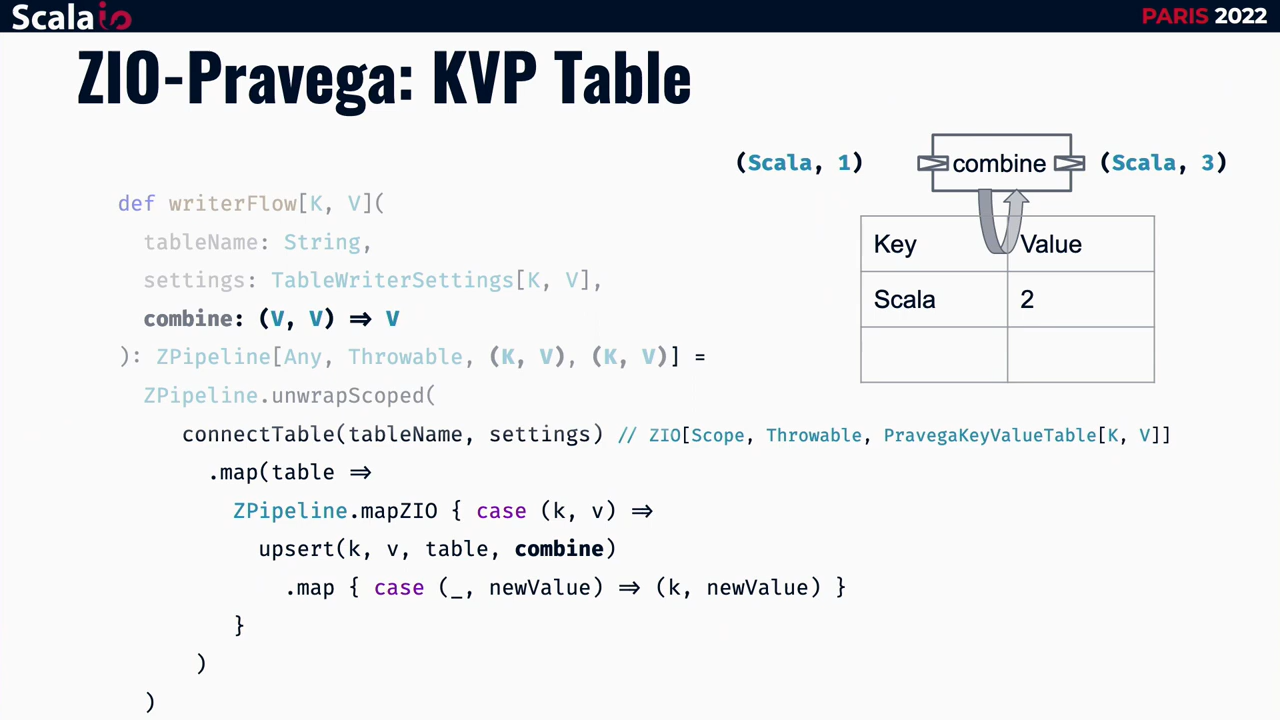 Scalaio
PARIS 2022
ZIO-Pravega: KVP Table
(Scala, 1)
combine
(Scala, 3)
Key Value
Scala 2
def writerFlow[K, V](
tableName: String,
settings: TableWriterSettings[K, V],
combine: (V, V) ⇒ V
): ZPipeline[Any, Throwable, (K, V), (K, V)] =
ZPipeline.unwrapScoped(
connectTable(tableName, settings) // ZIO[Scope, Throwable, PravegaKeyValueTable[K, V]]
.map(table ⇒
ZPipeline.mapZIO { case (k, v) ⇒
upsert(k, v, table, combine)
.map { case (_, newValue) ⇒ (k, newValue) }
}
)
)